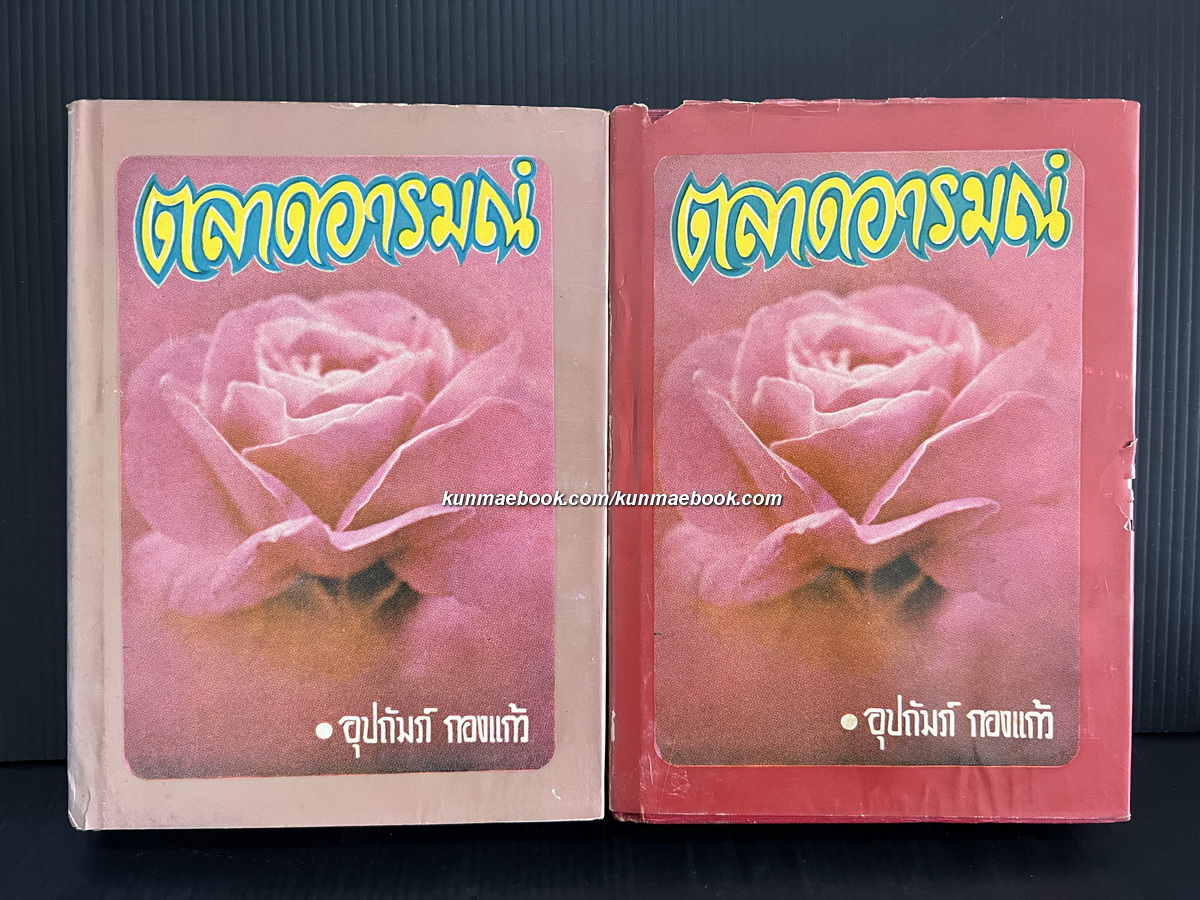 ตลาดอารมณ์
ตลาดอารมณ์
kunmaebook.com/kunmaebook.com
• อุปถัมภ์ กองแก้ว
• อุปถัมภ์ กองแก้ว